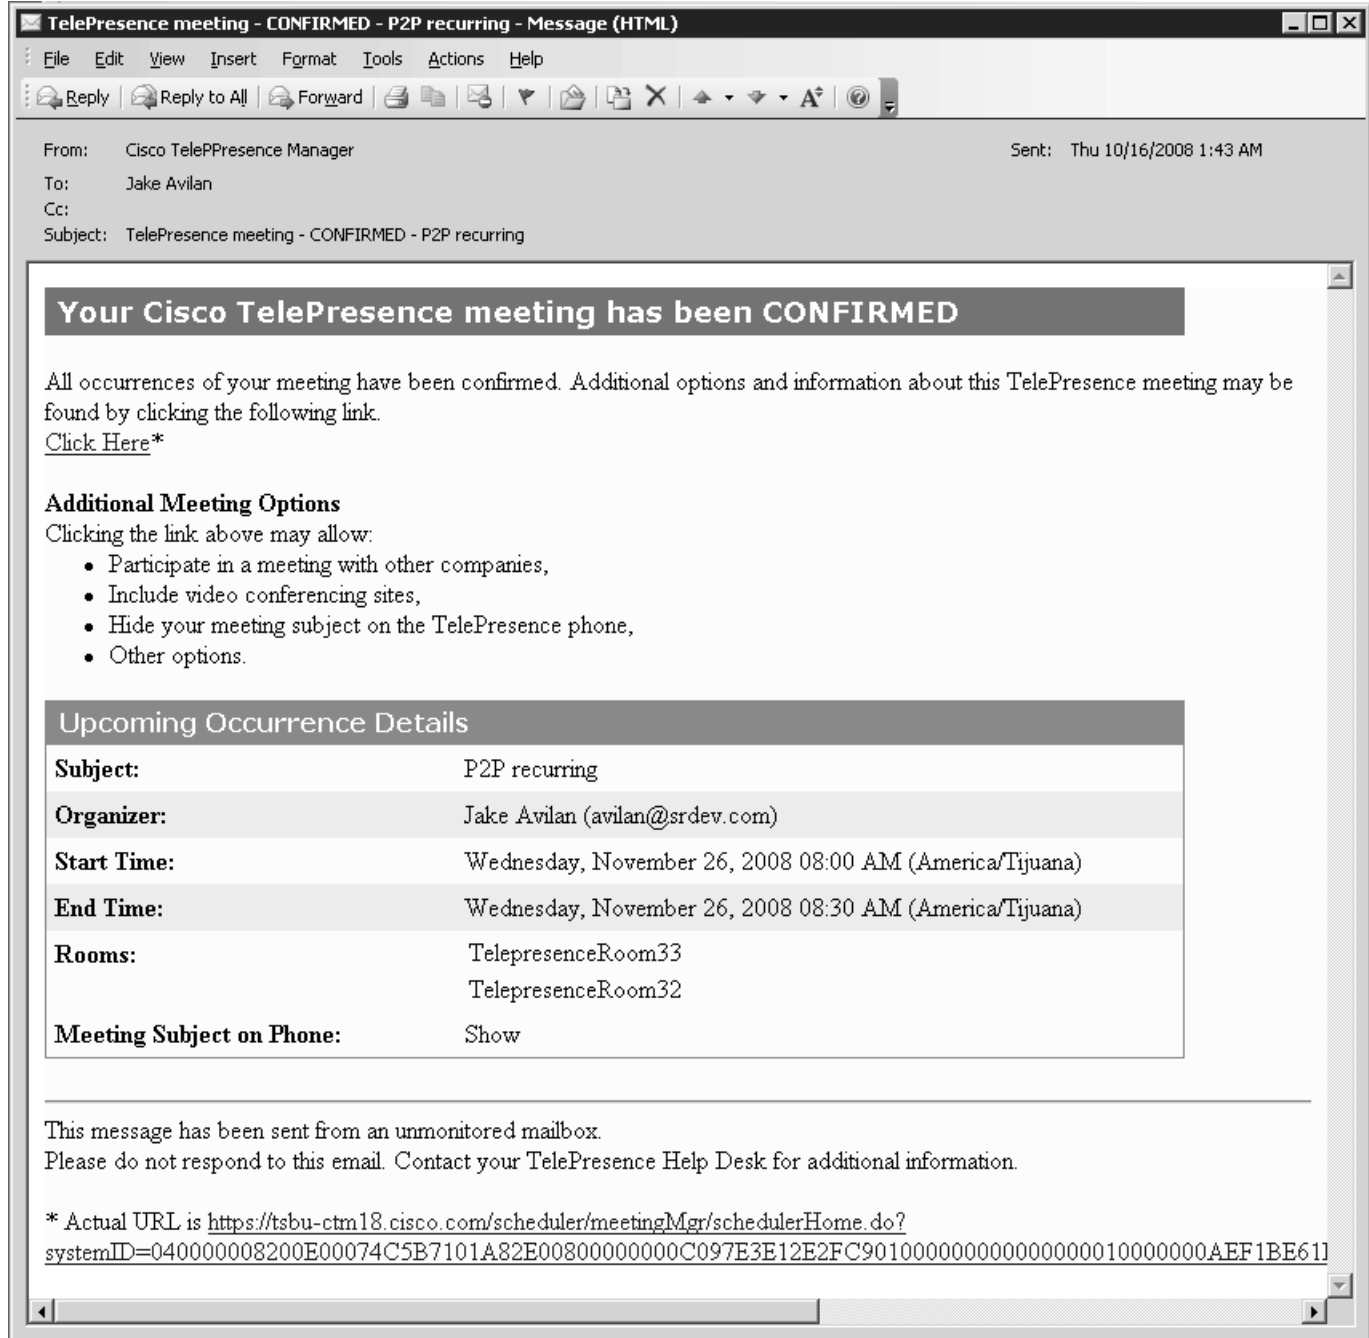 TelePresence meeting - CONFIRMED - P2P recurring - Message (HTML)
File Edit View Insert Format Tools Actions Help
Reply Reply to All Forward
From: Cisco TelePPresence Manager Sent: Thu 10/16/2008 1:43 AM
To: Jake Avilan
Cc:
Subject: TelePresence meeting - CONFIRMED - P2P recurring
Your Cisco TelePresence meeting has been CONFIRMED
All occurrences of your meeting have been confirmed. Additional options and information about this TelePresence meeting may be
found by clicking the following link.
Click Here*
Additional Meeting Options
Clicking the link above may allow:
• Participate in a meeting with other companies,
• Include video conferencing sites,
• Hide your meeting subject on the TelePresence phone,
• Other options.
Upcoming Occurrence Details
Subject: P2P recurring
Organizer: Jake Avilan (avilan@srdev.com)
Start Time: Wednesday, November 26, 2008 08:00 AM (America/Tijuana)
End Time: Wednesday, November 26, 2008 08:30 AM (America/Tijuana)
Rooms: TelepresenceRoom33
TelepresenceRoom32
Meeting Subject on Phone: Show
This message has been sent from an unmonitored mailbox.
Please do not respond to this email. Contact your TelePresence Help Desk for additional information.
* Actual URL is https://tsbu-ctm18.cisco.com/scheduler/meetingMgr/schedulerHome.do?